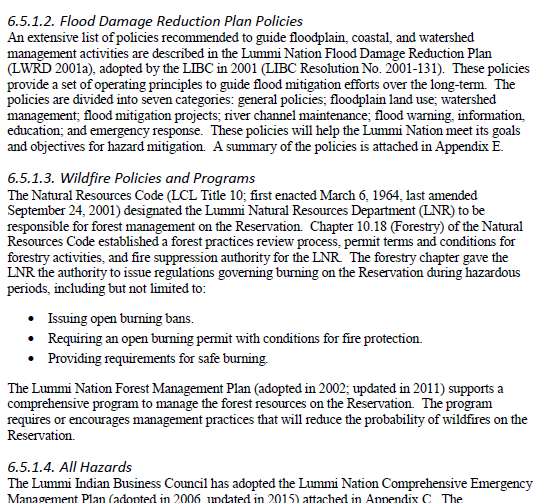 6.5.1.2. Flood Damage Reduction Plan Policies
An extensive list of policies recommended to guide floodplain, coastal, and watershed
management activities are described in the Lummi Nation Flood Damage Reduction Plan
(LWRD 2001a), adopted by the LIBC in 2001 (LIBC Resolution No. 2001-131). These policies
provide a set of operating principles to guide flood mitigation efforts over the long-term. The
policies are divided into seven categories: general policies; floodplain land use; watershed
management; flood mitigation projects; river channel maintenance; flood warning, information,
education; and emergency response. These policies will help the Lummi Nation meet its goals
and objectives for hazard mitigation. A summary of the policies is attached in Appendix E.
6.5.1.3. Wildfire Policies and Programs
The Natural Resources Code (LCL Title 10; first enacted March 6, 1964, last amended
September 24, 2001) designated the Lummi Natural Resources Department (LNR) to be
responsible for forest management on the Reservation. Chapter 10.18 (Forestry) of the Natural
Resources Code established a forest practices review process, permit terms and conditions for
forestry activities, and fire suppression authority for the LNR. The forestry chapter gave the
LNR the authority to issue regulations governing burning on the Reservation during hazardous
periods, including but not limited to:
• Issuing open burning bans.
• Requiring an open burning permit with conditions for fire protection.
• Providing requirements for safe burning.
The Lummi Nation Forest Management Plan (adopted in 2002; updated in 2011) supports a
comprehensive program to manage the forest resources on the Reservation. The program
requires or encourages management practices that will reduce the probability of wildfires on the
Reservation.
6.5.1.4. All Hazards
The Lummi Indian Business Council has adopted the Lummi Nation Comprehensive Emergency
Management Plan (adopted in 2006, updated in 2015) attached in Appendix C. The